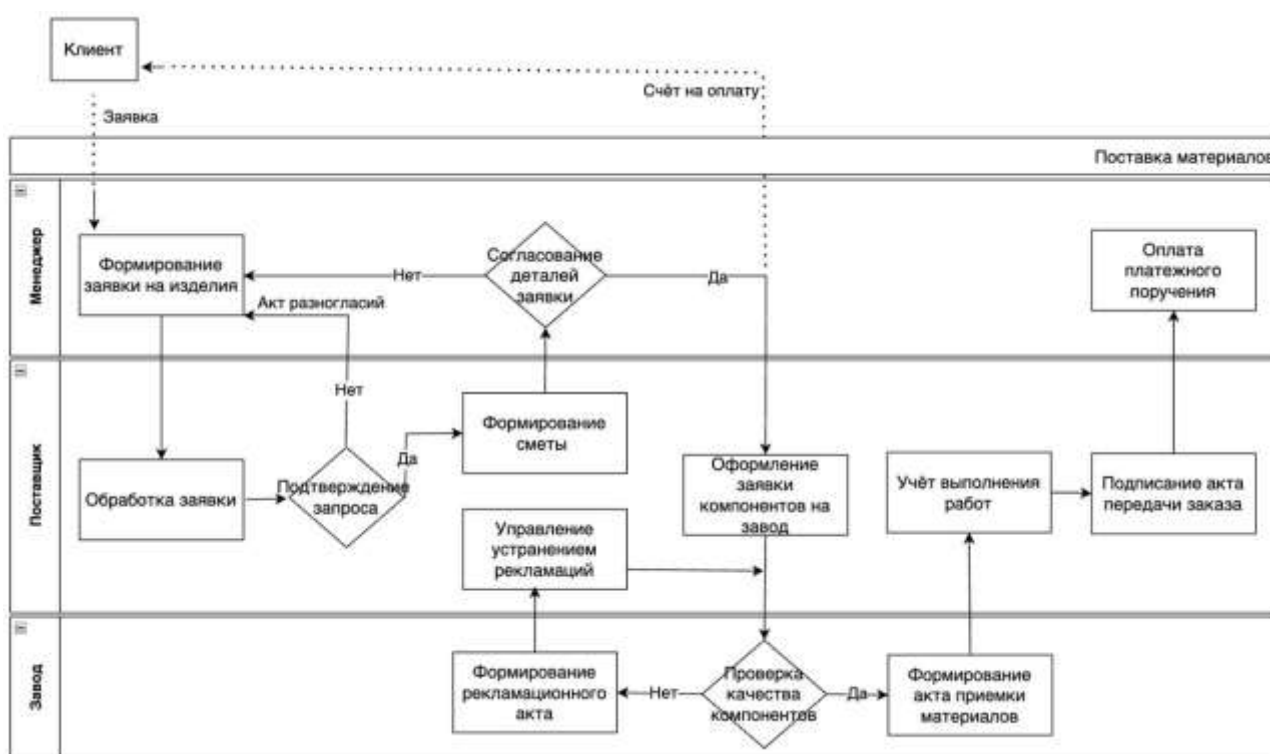 Клиент
Счёт на оплату
Заявка
Поставка материалов
Менеджер
Формирование
заявки на изделия
Нет
Согласование
деталей
заявки
Да
Оплата
платежного
поручения
Акт разногласий
Поставщик
Нет
Обработка заявки
Подтверждение
запроса
Да
Формирование
сметы
Оформление
заявки
компонентов на
завод
Учёт выполнения
работ
Подписание акта
передачи заказа
Управление
устранением
рекламаций
Завод
Формирование
рекламационного
акта
Нет
Проверка
качества
компонентов
Да
Формирование
акта приемки
материалов